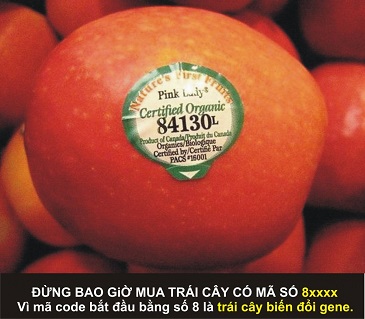 Nature's First Fruits
Pink Lady®
Certified Organic
84130L
Product of Canada/Produit du Canada
Organics/Biologique
Certified by/Certifié Par
PACS #16001
ĐỪNG BAO GIỜ MUA TRÁI CÂY CÓ MÃ SỐ 8xxxx
Vì mã code bắt đầu bằng số 8 là trái cây biến đổi gene.